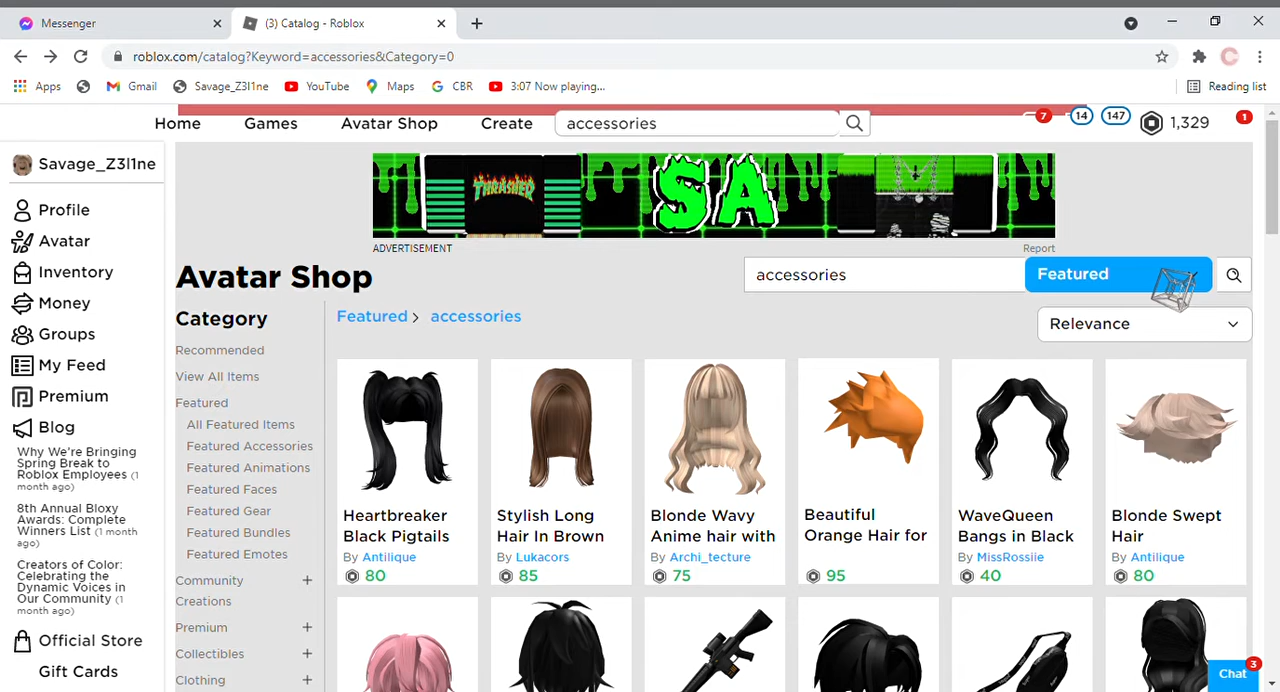 Messenger
(3) Catalog - Roblox
roblox.com/catalog?Keyword=accessories&Category=0
Apps
Gmail
Savage_Z3l1ne
YouTube
Maps
CBR
3:07 Now playing...
Reading list
Home
Games
Avatar Shop
Create
accessories
7
14
147
1,329
1
Savage_Z3l1ne
Profile
Avatar
Inventory
Money
Groups
My Feed
Premium
Blog
Why We're Bringing
Spring Break to
Roblox Employees (1
month ago)
8th Annual Bloxy
Awards: Complete
Winners List (1 month
ago)
Creators of Color:
Celebrating the
Dynamic Voices in
Our Community (1
month ago)
Official Store
Gift Cards
THRASHER
SA
ADVERTISEMENT
Report
Avatar Shop
accessories
Featured
Category
Featured > accessories
Relevance
Recommended
View All Items
Featured
All Featured Items
Featured Accessories
Featured Animations
Featured Faces
Featured Gear
Featured Bundles
Featured Emotes
Community +
Creations
Premium +
Collectibles +
Clothing +
Heartbreaker
Black Pigtails
By Antilique
80
Stylish Long
Hair In Brown
By Lukacors
85
Blonde Wavy
Anime hair with
By Archi_tecture
75
Beautiful
Orange Hair for
95
WaveQueen
Bangs in Black
By MissRossiie
40
Blonde Swept
Hair
By Antilique
80
Chat
3